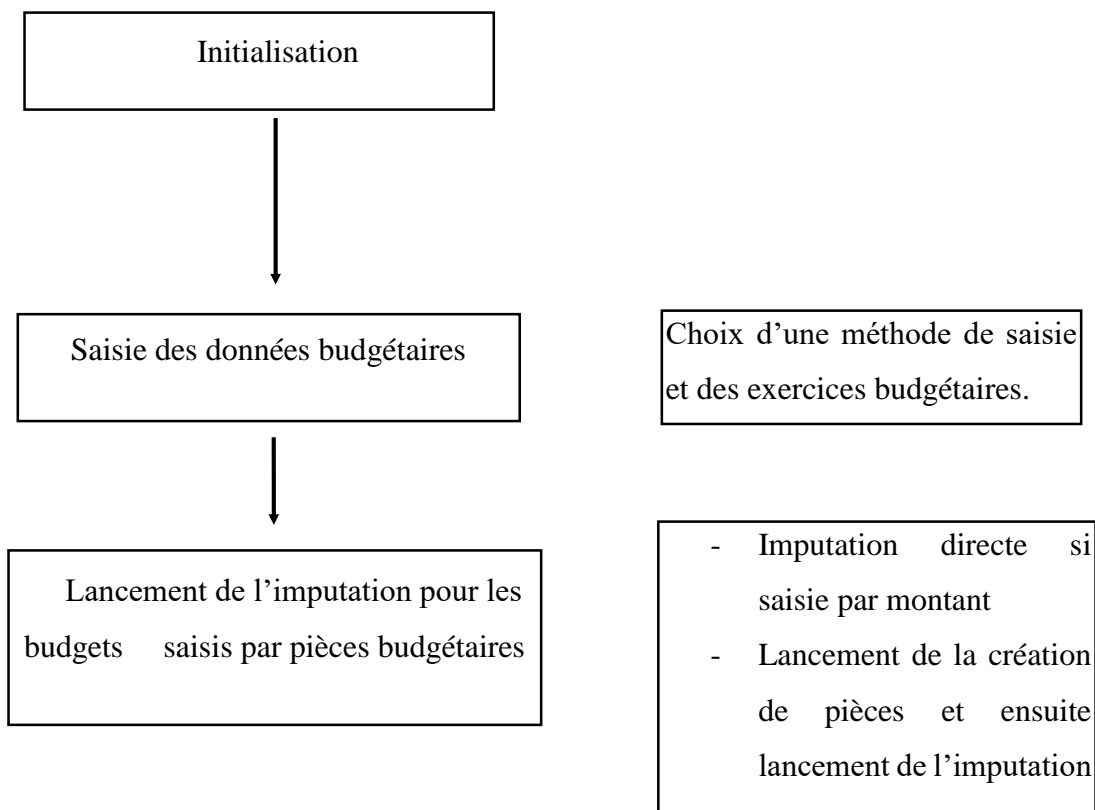 Initialisation
Saisie des données budgétaires
Choix d’une méthode de saisie
et des exercices budgétaires.
Lancement de l’imputation pour les
budgets saisis par pièces budgétaires
- Imputation directe si
saisie par montant
- Lancement de la création
de pièces et ensuite
lancement de l’imputation